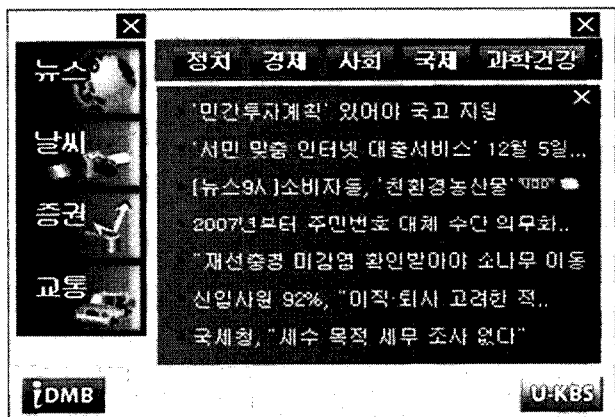 뉴스
날씨
증권
교통
정치 경제 사회 국제 과학건강
'민간투자계획' 있어야 국고 지원
'서민 맞춤 인터넷 대출서비스' 12월 5일...
[뉴스9시]소비자들, '친환경농산물'
2007년부터 주민번호 대체 수단 의무화..
"재선충병 미감염 확인받아야 소나무 이동
신입사원 92%, "이직·퇴사 고려한 적..
국세청, "세수 목적 세무 조사 없다"
iDMB
U-KBS